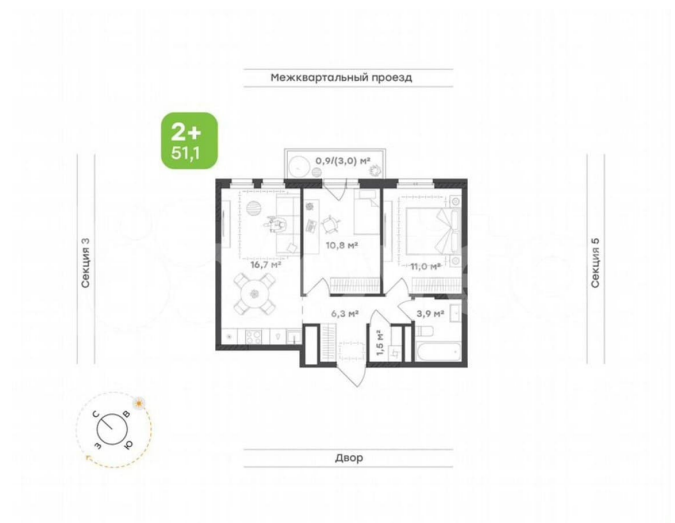 Межквартальный проезд
2+
51,1
0,9/(3,0) м²
Секция 3
Секция 5
10,8 м²
16,7 м²
11,0 м²
6,3 м²
3,9 м²
1,5 м²
С
В
З
Ю
Двор